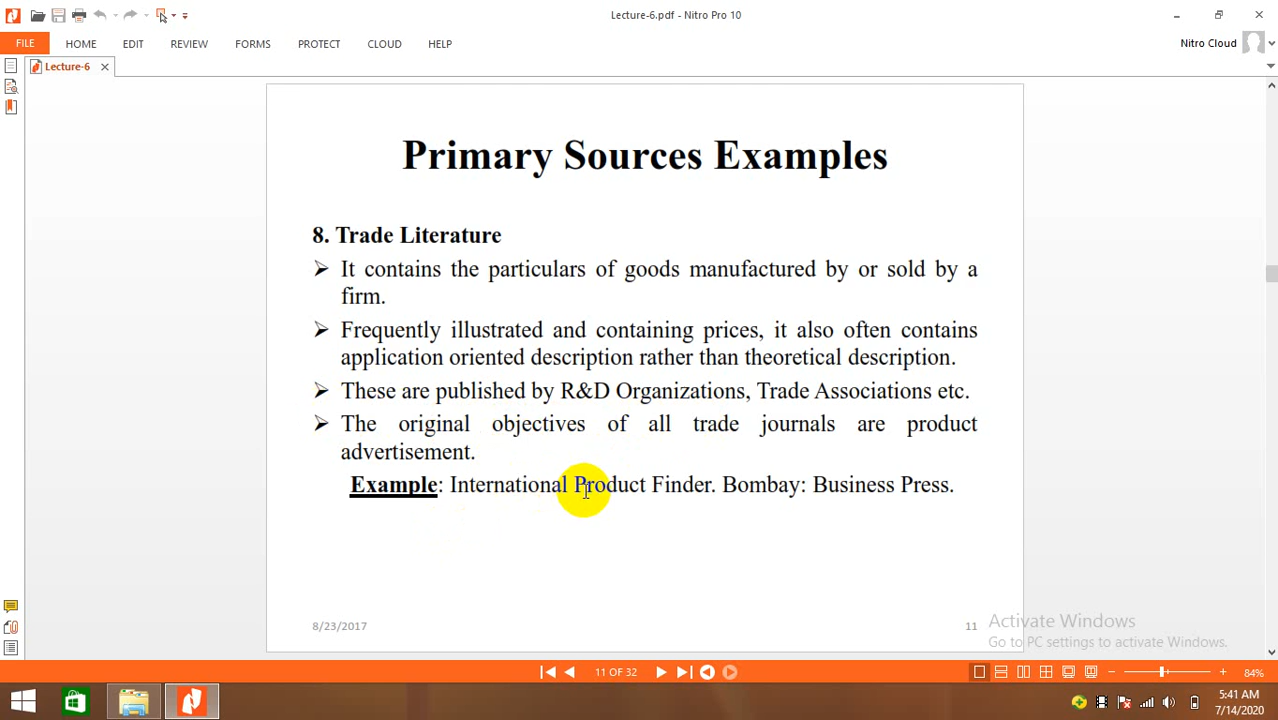 Lecture-6.pdf - Nitro Pro 10
FILE HOME EDIT REVIEW FORMS PROTECT CLOUD HELP Nitro Cloud
Lecture-6
Primary Sources Examples
8. Trade Literature
➢ It contains the particulars of goods manufactured by or sold by a
firm.
➢ Frequently illustrated and containing prices, it also often contains
application oriented description rather than theoretical description.
➢ These are published by R&D Organizations, Trade Associations etc.
➢ The original objectives of all trade journals are product
advertisement.
Example: International Product Finder. Bombay: Business Press.
8/23/2017 11
Activate Windows
Go to PC settings to activate Windows.
11 OF 32 84%
5:41 AM
7/14/2020